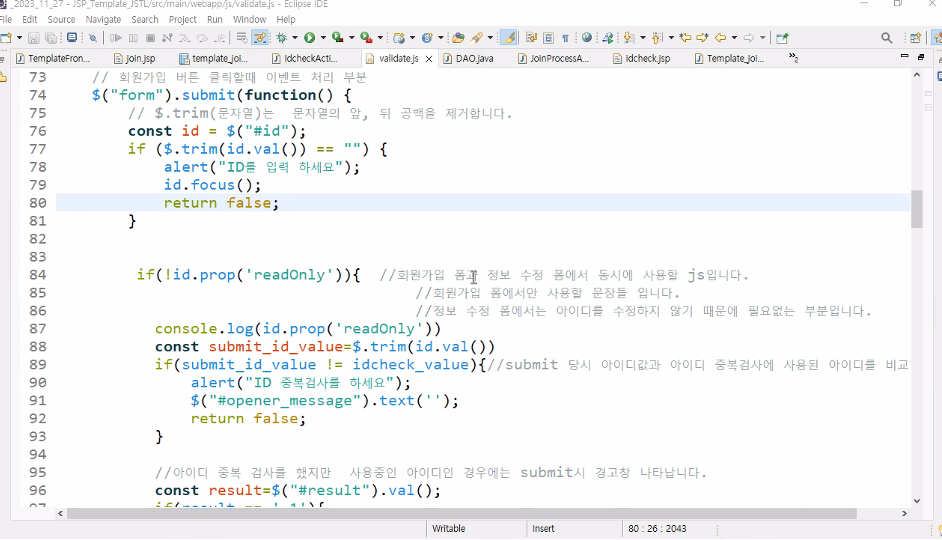 _2023_11_27 - JSP_Template_JSTL/src/main/webapp/js/validate.js - Eclipse IDE
File Edit Source Navigate Search Project Run Window Help
TemplateFron... join.jsp template_joi... IdcheckActi... validate.js DAO.java JoinProcessA... idcheck.jsp Template_joi... »2
73 // 회원가입 버튼 클릭할때 이벤트 처리 부분
74 $("form").submit(function() {
75 // $.trim(문자열)는 문자열의 앞, 뒤 공백을 제거합니다.
76 const id = $("#id");
77 if ($.trim(id.val()) == "") {
78 alert("ID를 입력 하세요");
79 id.focus();
80 return false;
81 }
82
83
84 if(!id.prop('readOnly')){ //회원가입 폼과 정보 수정 폼에서 동시에 사용할 js입니다.
85 //회원가입 폼에서만 사용할 문장들 입니다.
86 //정보 수정 폼에서는 아이디를 수정하지 않기 때문에 필요없는 부분입니다.
87 console.log(id.prop('readOnly'))
88 const submit_id_value=$.trim(id.val())
89 if(submit_id_value != idcheck_value){//submit 당시 아이디값과 아이디 중복검사에 사용된 아이디를 비교
90 alert("ID 중복검사를 하세요");
91 $("#opener_message").text('');
92 return false;
93 }
94
95 //아이디 중복 검사를 했지만 사용중인 아이디인 경우에는 submit시 경고창 나타납니다.
96 const result=$("#result").val();
97 if(result == '-1'){
Writable Insert 80 : 26 : 2043